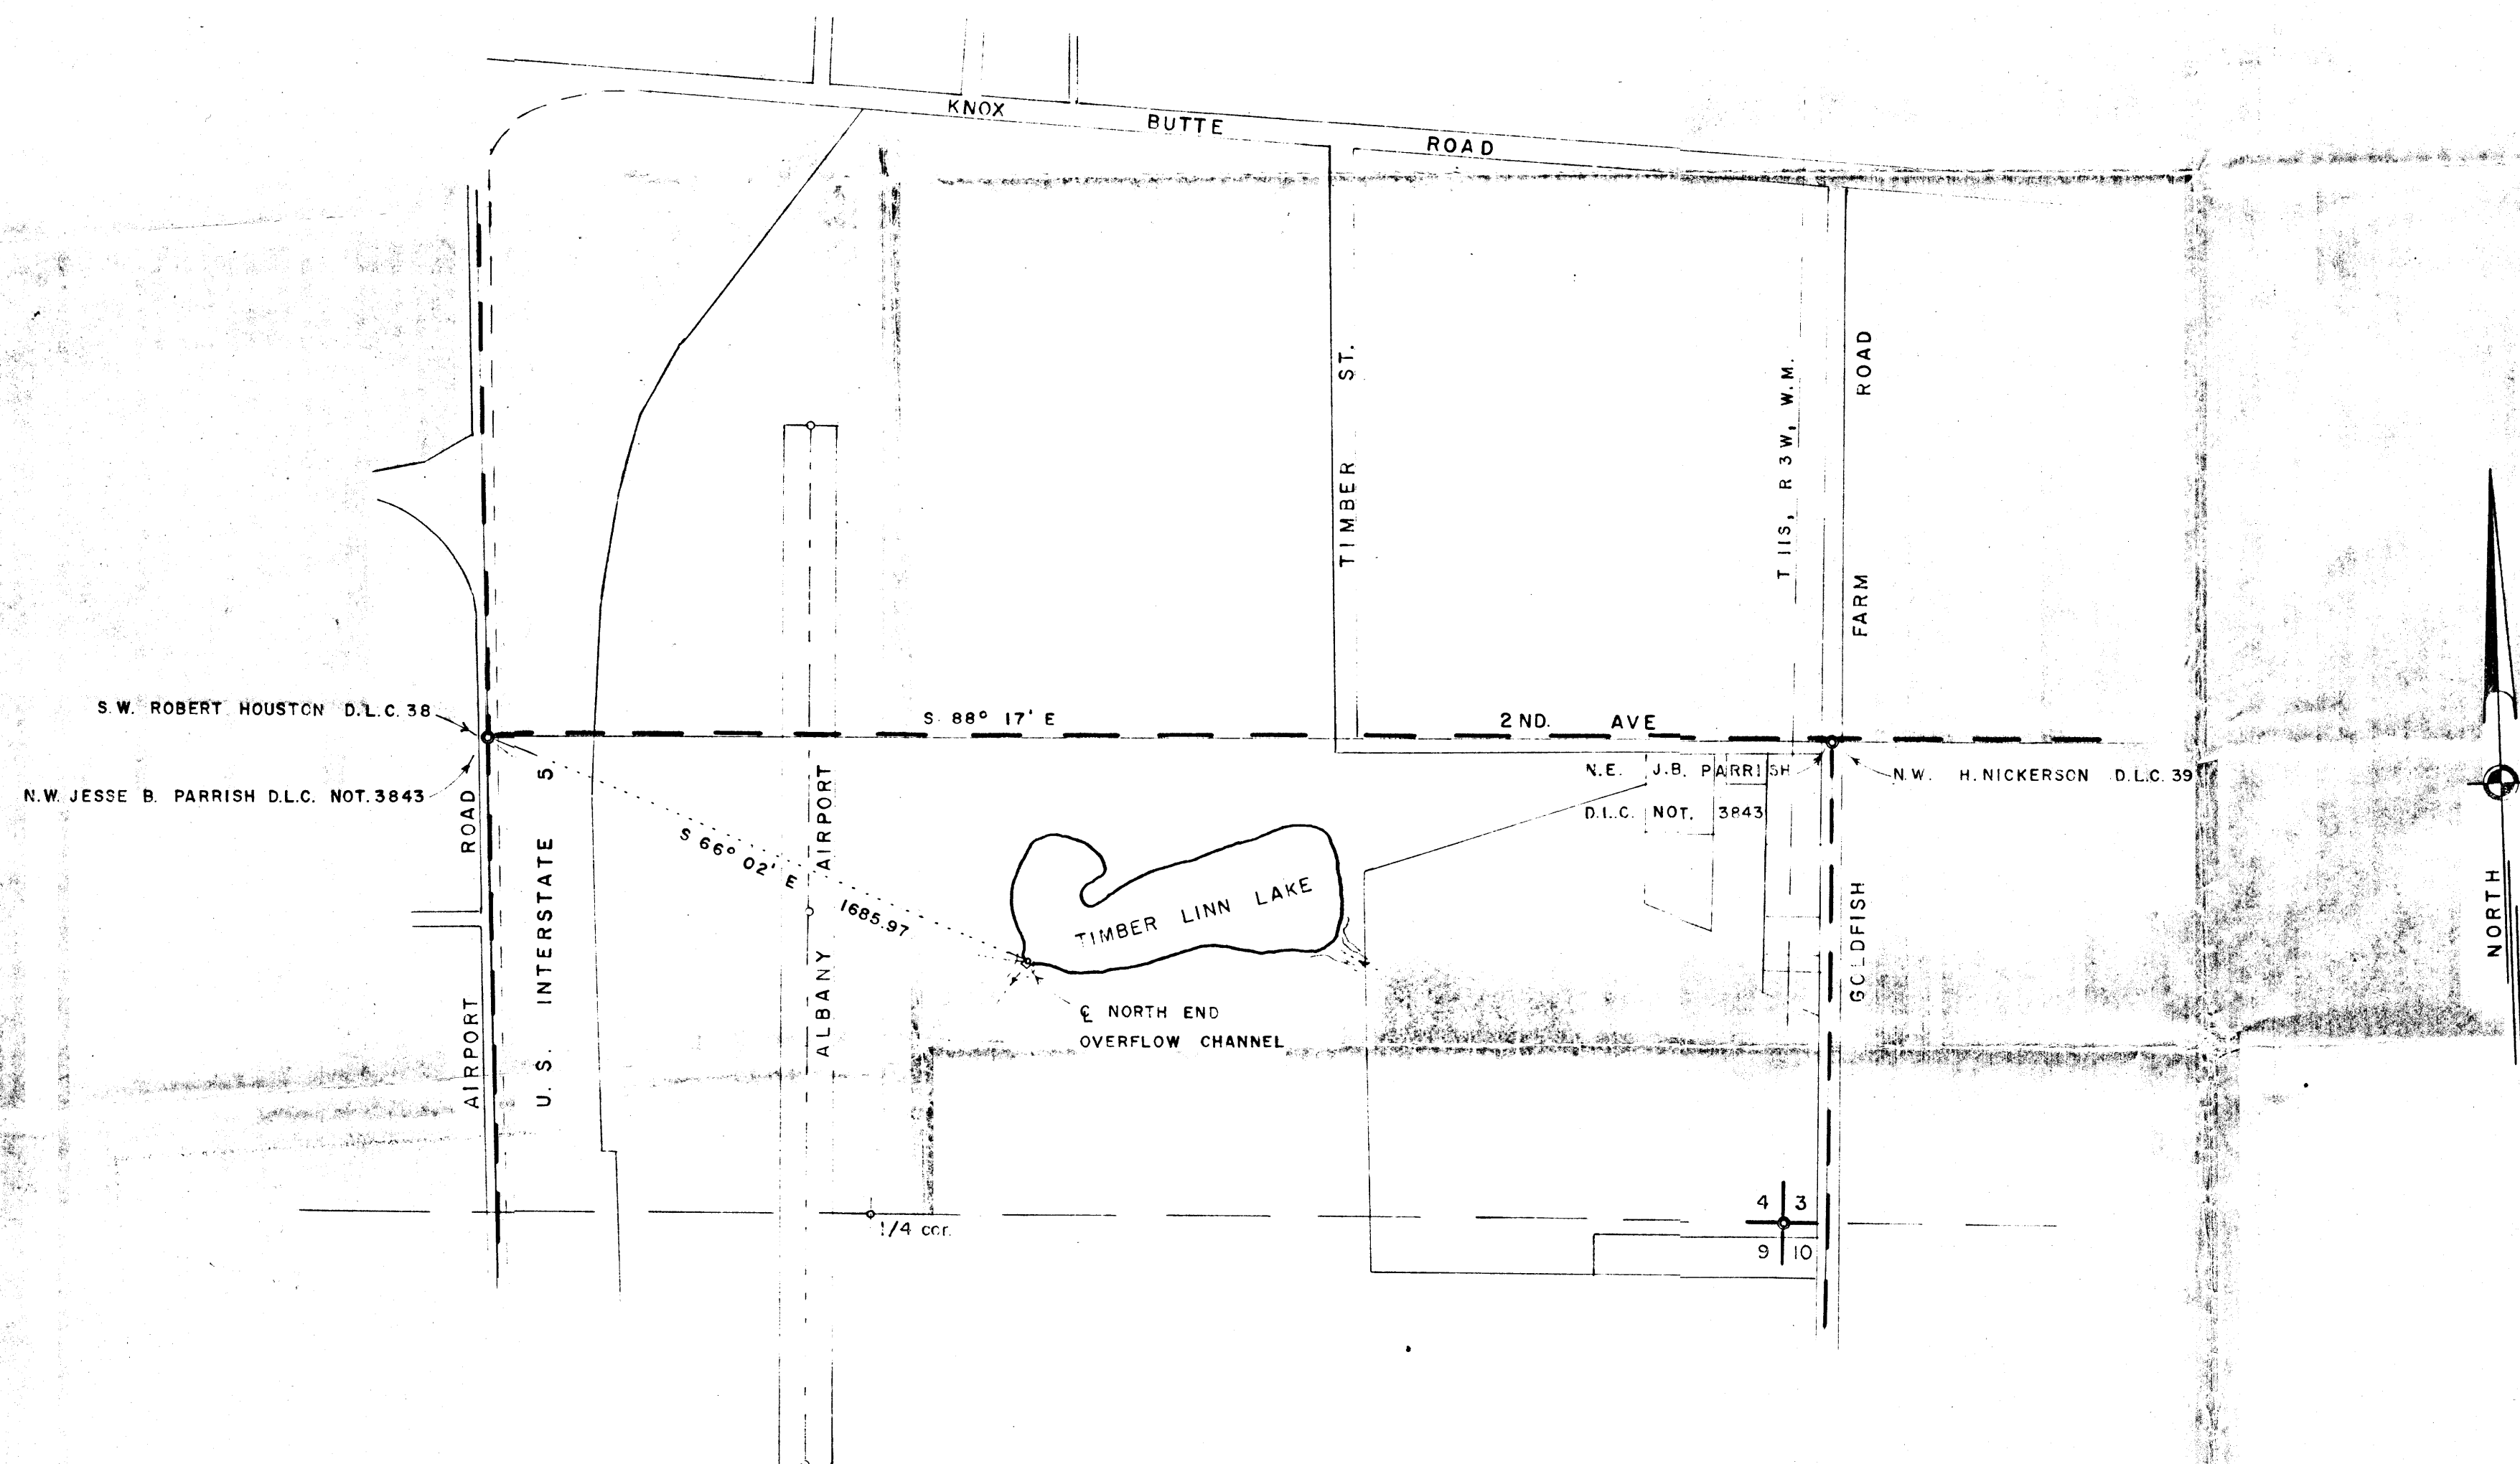 KNOX BUTTE ROAD
TIMBER ST.
T 11S, R 3W, W.M.
GOLDFISH FARM ROAD
S.W. ROBERT HOUSTON D.L.C. 38
S. 88° 17' E
2 ND. AVE
N.W. JESSE B. PARRISH D.L.C. NOT. 3843
N.E. J.B. PARRISH
D.L.C. NOT. 3843
N.W. H. NICKERSON D.L.C. 39
AIRPORT ROAD
U.S. INTERSTATE 5
ALBANY AIRPORT
S 66° 02' E
1685.97
TIMBER LINN LAKE
℄ NORTH END
OVERFLOW CHANNEL
NORTH
1/4 cor.
4 3
9 10